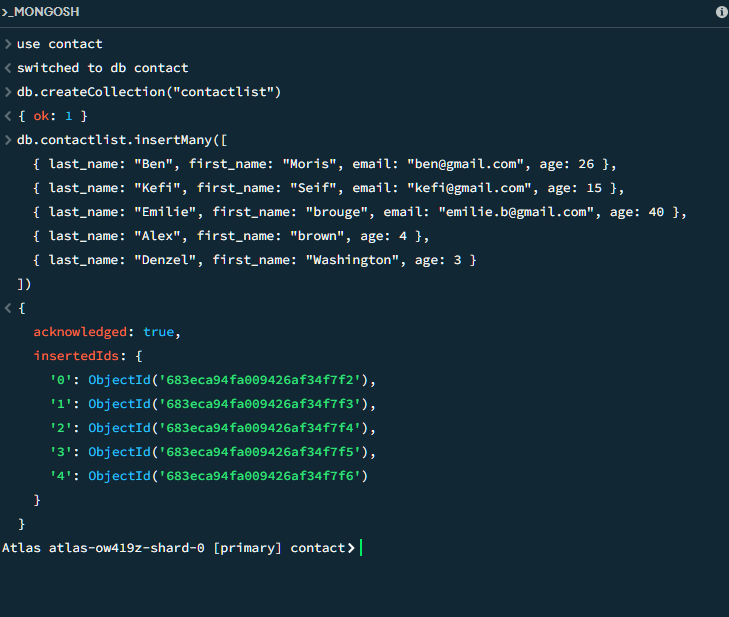 >_MONGOSH
> use contact
< switched to db contact
> db.createCollection("contactlist")
< { ok: 1 }
> db.contactlist.insertMany([
    { last_name: "Ben", first_name: "Moris", email: "ben@gmail.com", age: 26 },
    { last_name: "Kefi", first_name: "Seif", email: "kefi@gmail.com", age: 15 },
    { last_name: "Emilie", first_name: "brouge", email: "emilie.b@gmail.com", age: 40 },
    { last_name: "Alex", first_name: "brown", age: 4 },
    { last_name: "Denzel", first_name: "Washington", age: 3 }
  ])
< {
    acknowledged: true,
    insertedIds: {
      '0': ObjectId('683eca94fa009426af34f7f2'),
      '1': ObjectId('683eca94fa009426af34f7f3'),
      '2': ObjectId('683eca94fa009426af34f7f4'),
      '3': ObjectId('683eca94fa009426af34f7f5'),
      '4': ObjectId('683eca94fa009426af34f7f6')
    }
  }
Atlas atlas-ow419z-shard-0 [primary] contact>